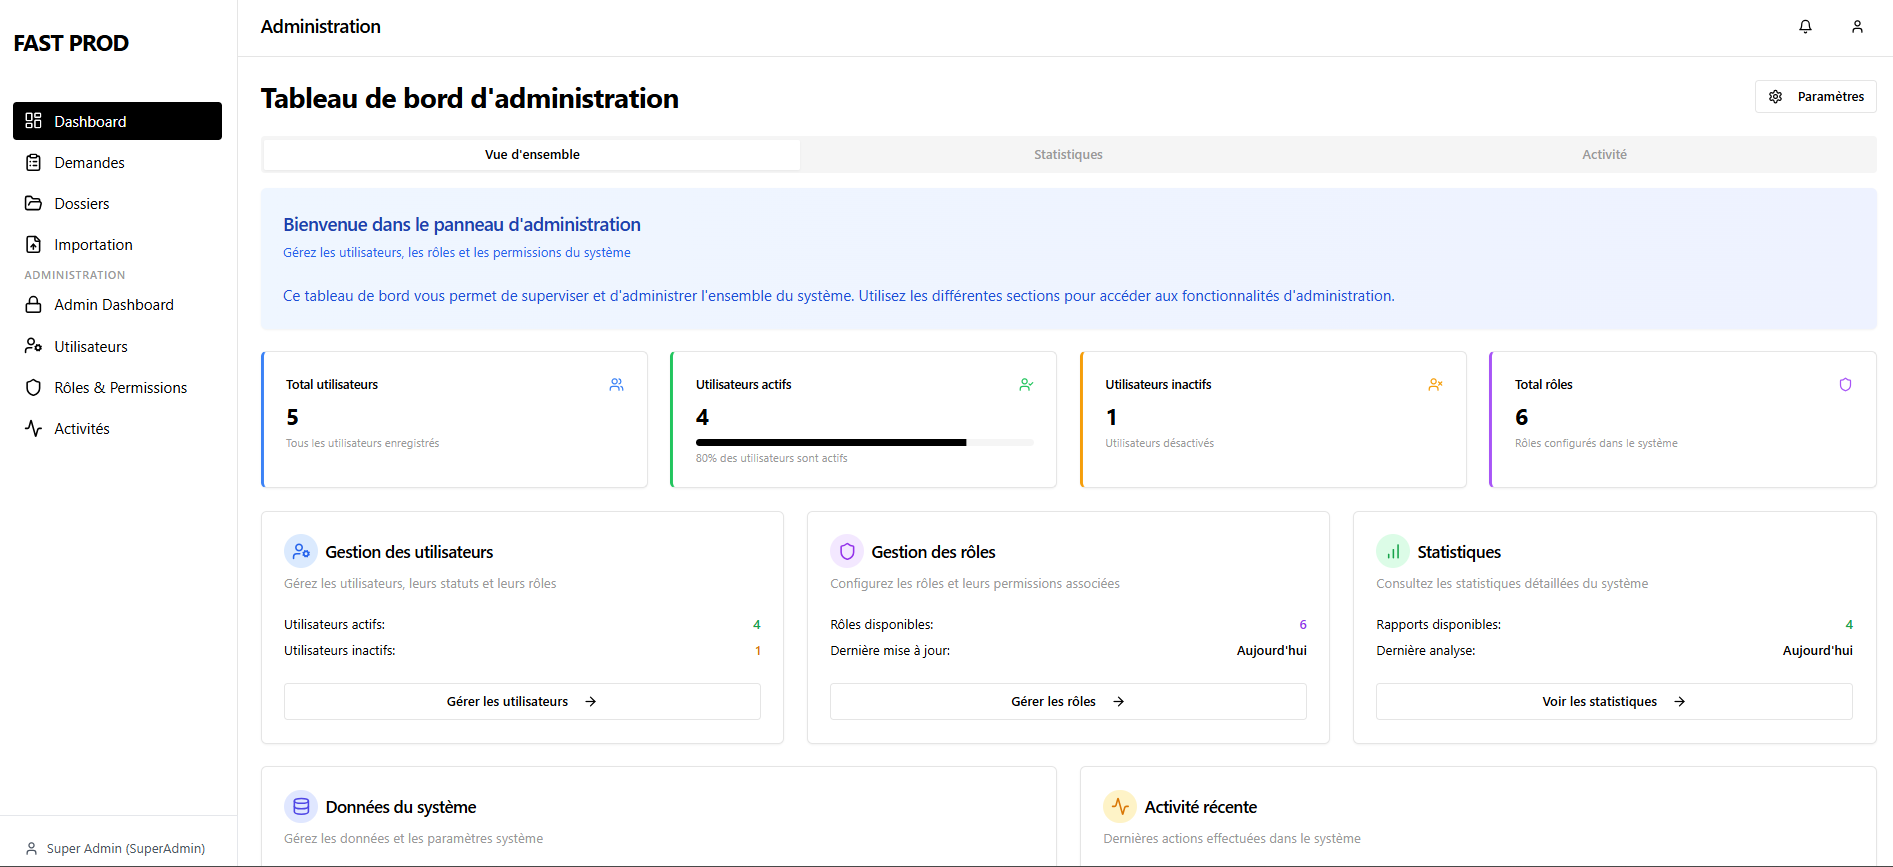 FAST PROD
Dashboard
Demandes
Dossiers
Importation
ADMINISTRATION
Admin Dashboard
Utilisateurs
Rôles & Permissions
Activités
Super Admin (SuperAdmin)
Administration
Tableau de bord d'administration
Paramètres
Vue d'ensemble
Statistiques
Activité
Bienvenue dans le panneau d'administration
Gérez les utilisateurs, les rôles et les permissions du système
Ce tableau de bord vous permet de superviser et d'administrer l'ensemble du système. Utilisez les différentes sections pour accéder aux fonctionnalités d'administration.
Total utilisateurs
5
Tous les utilisateurs enregistrés
Utilisateurs actifs
4
80% des utilisateurs sont actifs
Utilisateurs inactifs
1
Utilisateurs désactivés
Total rôles
6
Rôles configurés dans le système
Gestion des utilisateurs
Gérez les utilisateurs, leurs statuts et leurs rôles
Utilisateurs actifs: 4
Utilisateurs inactifs: 1
Gérer les utilisateurs →
Gestion des rôles
Configurez les rôles et leurs permissions associées
Rôles disponibles: 6
Dernière mise à jour: Aujourd'hui
Gérer les rôles →
Statistiques
Consultez les statistiques détaillées du système
Rapports disponibles: 4
Dernière analyse: Aujourd'hui
Voir les statistiques →
Données du système
Gérez les données et les paramètres système
Activité récente
Dernières actions effectuées dans le système